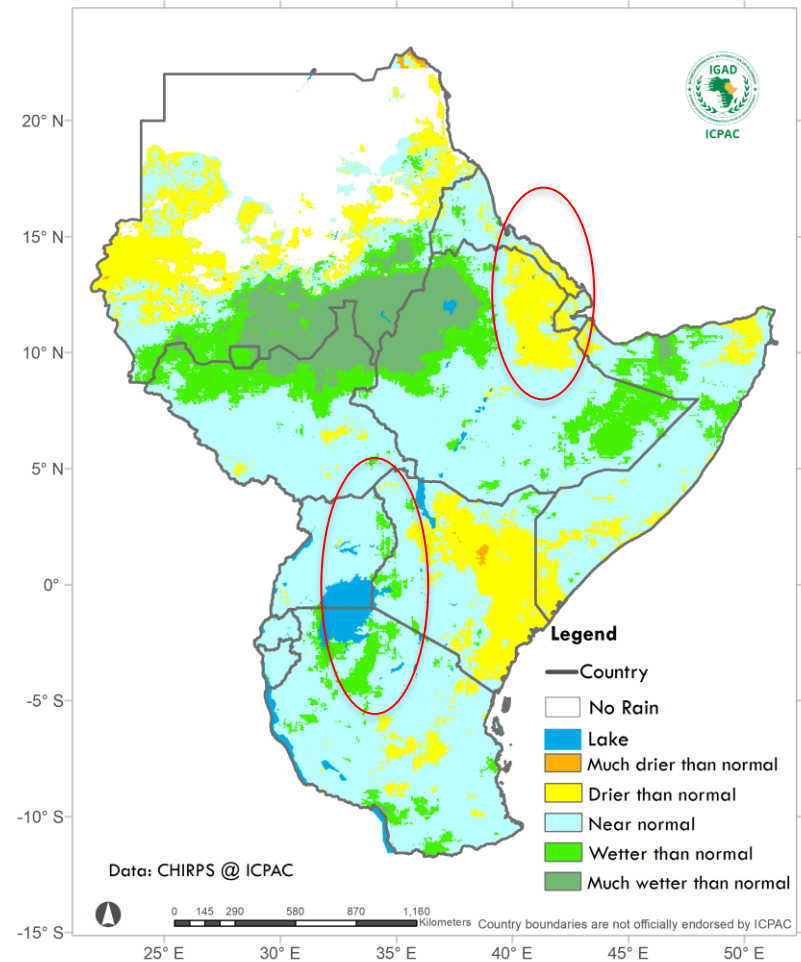 IGAD
ICPAC
20° N
15° N
10° N
5° N
0°
-5° S
-10° S
-15° S
Legend
Country
No Rain
Lake
Much drier than normal
Drier than normal
Near normal
Wetter than normal
Much wetter than normal
Data: CHIRPS @ ICPAC
0 145 290 580 870 1,160
Kilometers
Country boundaries are not officially endorsed by ICPAC
25° E 30° E 35° E 40° E 45° E 50° E